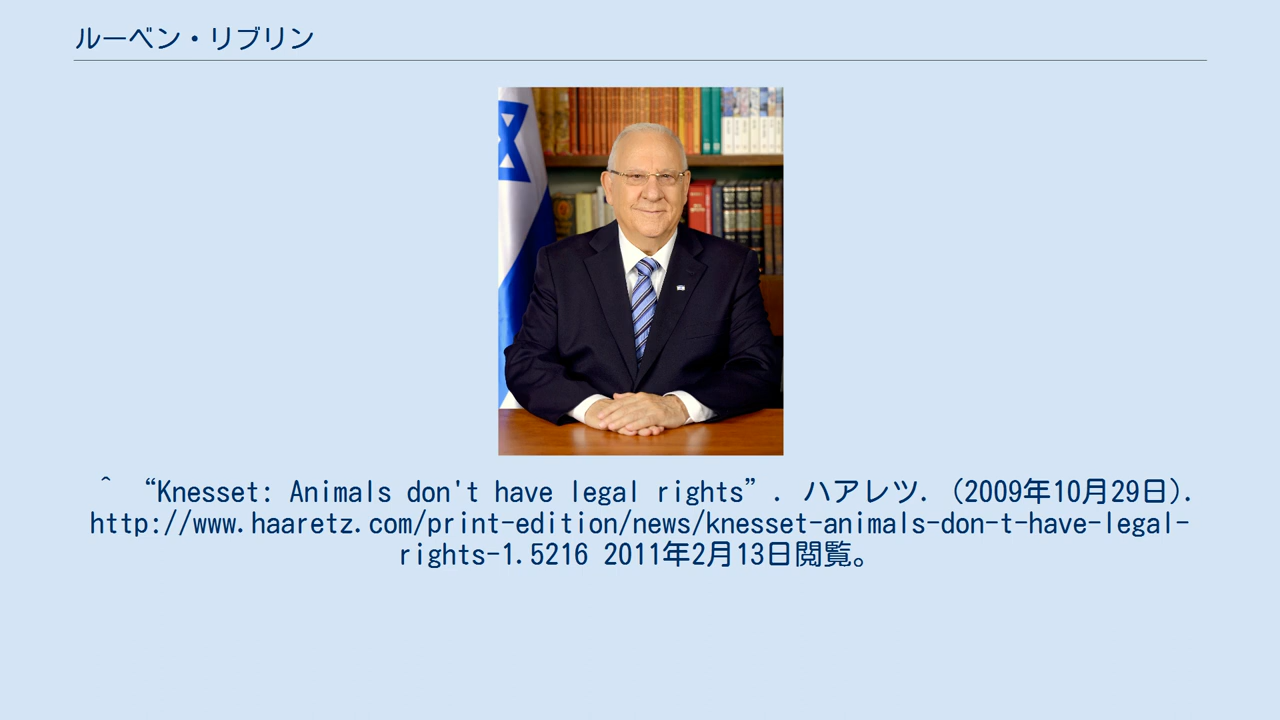 ルーベン・リブリン
^ “Knesset: Animals don't have legal rights”. ハアレツ. (2009年10月29日).
http://www.haaretz.com/print-edition/news/knesset-animals-don-t-have-legal-
rights-1.5216 2011年2月13日閲覧。